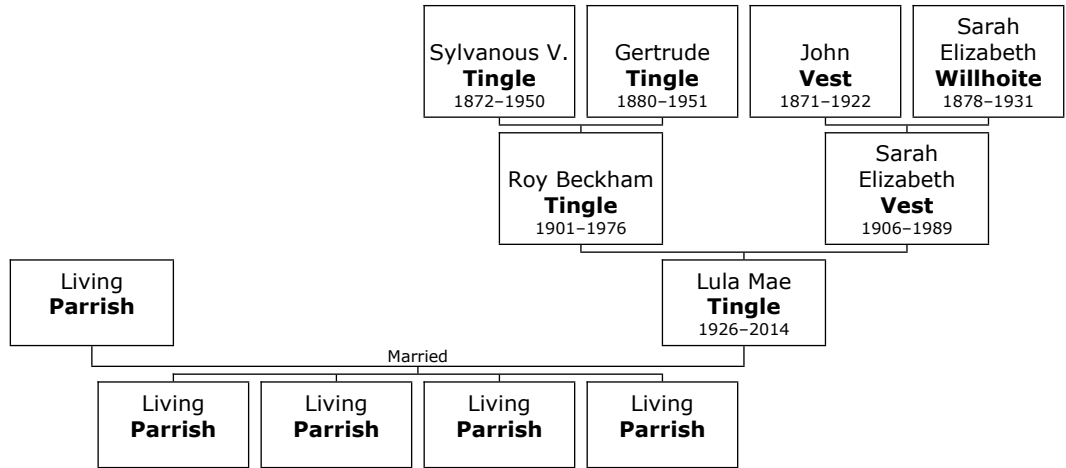 Sylvanous V.
Tingle
1872–1950
Gertrude
Tingle
1880–1951
John
Vest
1871–1922
Sarah
Elizabeth
Willhoite
1878–1931
Roy Beckham
Tingle
1901–1976
Sarah
Elizabeth
Vest
1906–1989
Living
Parrish
Lula Mae
Tingle
1926–2014
Married
Living
Parrish
Living
Parrish
Living
Parrish
Living
Parrish